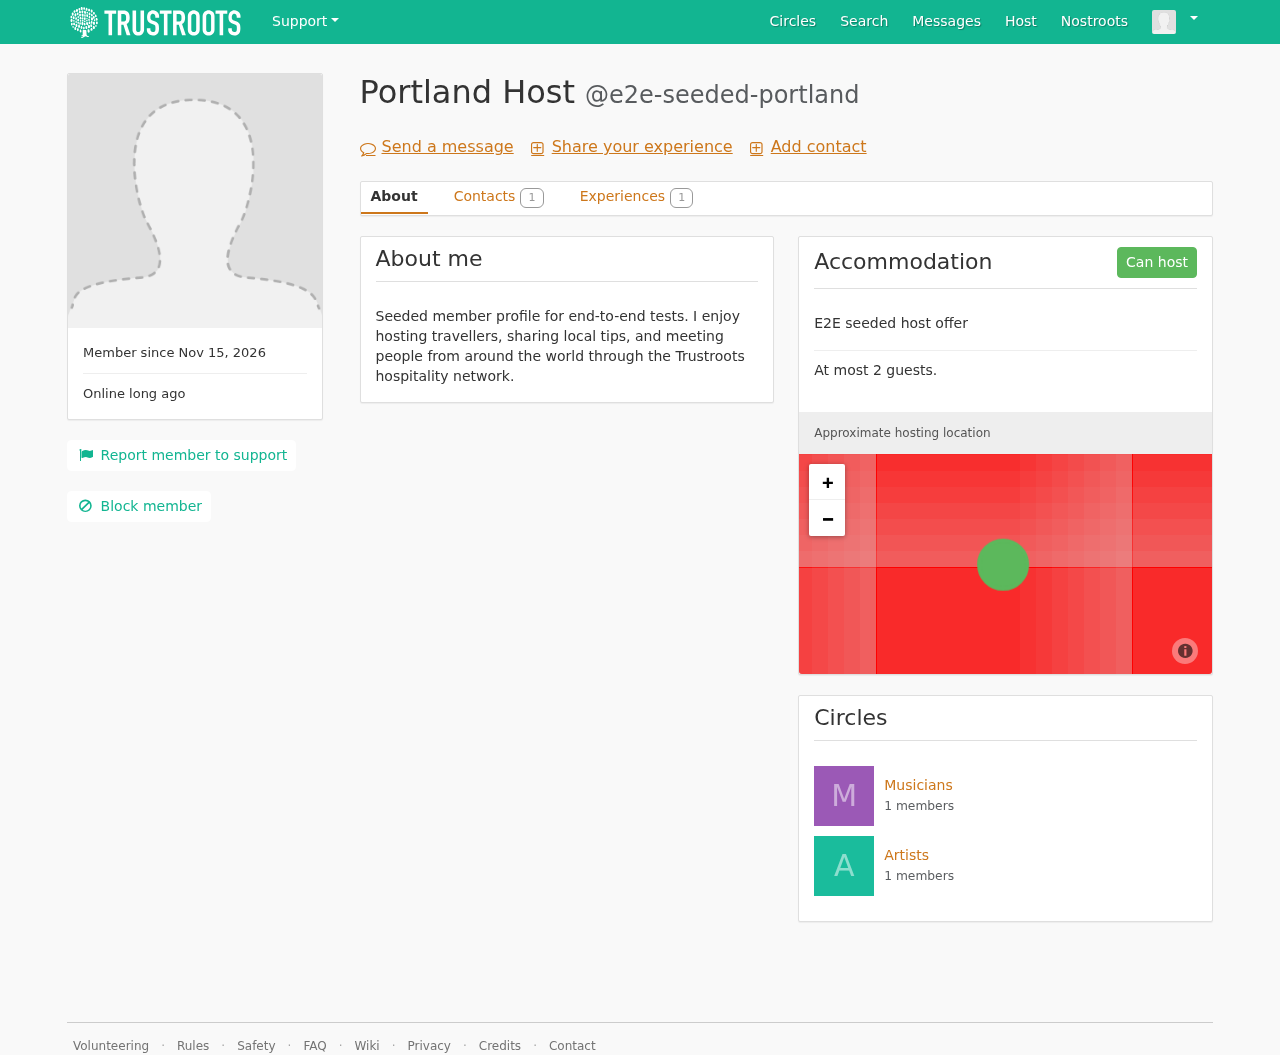 TRUSTROOTS
Support
Circles
Search
Messages
Host
Nostroots
Portland Host @e2e-seeded-portland
Send a message
Share your experience
Add contact
About
Contacts 1
Experiences 1
Member since Nov 15, 2026
Online long ago
Report member to support
Block member
About me
Seeded member profile for end-to-end tests. I enjoy
hosting travellers, sharing local tips, and meeting
people from around the world through the Trustroots
hospitality network.
Accommodation
Can host
E2E seeded host offer
At most 2 guests.
Approximate hosting location
+
−
Circles
M
Musicians
1 members
A
Artists
1 members
Volunteering · Rules · Safety · FAQ · Wiki · Privacy · Credits · Contact